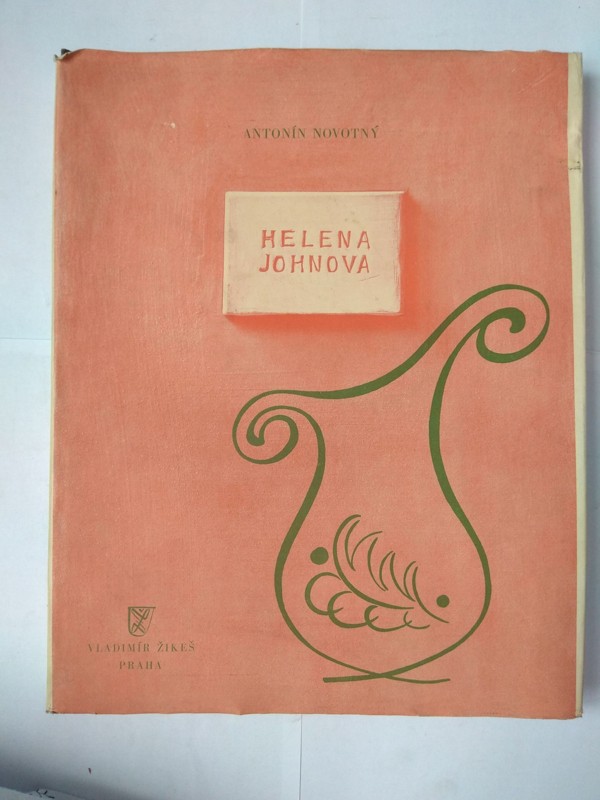 ANTONÍN NOVOTNÝ
HELENA
JOHNOVA
VLADIMÍR ŽIKEŠ
PRAHA